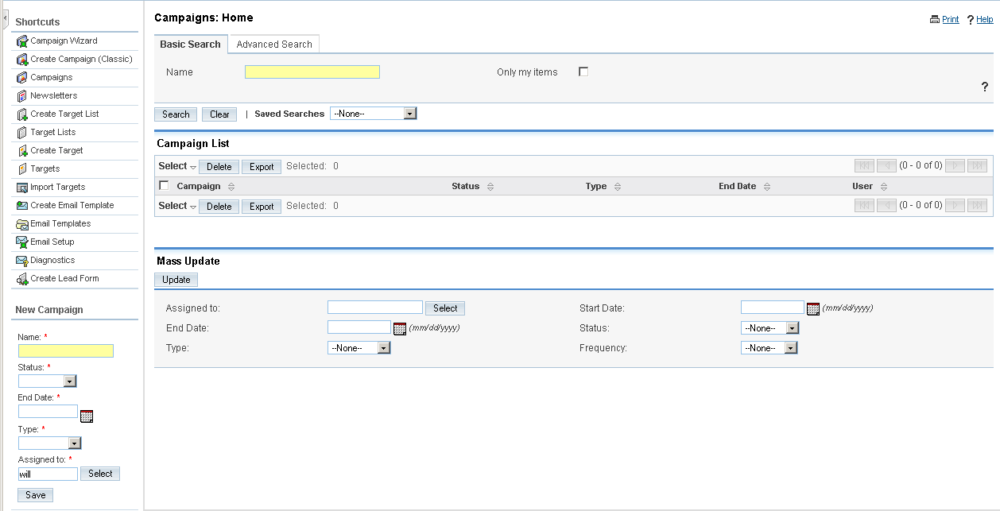 Shortcuts
Campaign Wizard
Create Campaign (Classic)
Campaigns
Newsletters
Create Target List
Target Lists
Create Target
Targets
Import Targets
Create Email Template
Email Templates
Email Setup
Diagnostics
Create Lead Form
New Campaign
Name: *
Status: *
End Date: *
Type: *
Assigned to: *
will Select
Save
Campaigns: Home
Print ? Help
Basic Search Advanced Search
Name Only my items
?
Search Clear | Saved Searches --None--
Campaign List
Select Delete Export Selected: 0 (0 - 0 of 0)
Campaign Status Type End Date User
Select Delete Export Selected: 0 (0 - 0 of 0)
Mass Update
Update
Assigned to: Select Start Date: (mm/dd/yyyy)
End Date: (mm/dd/yyyy) Status: --None--
Type: --None-- Frequency: --None--